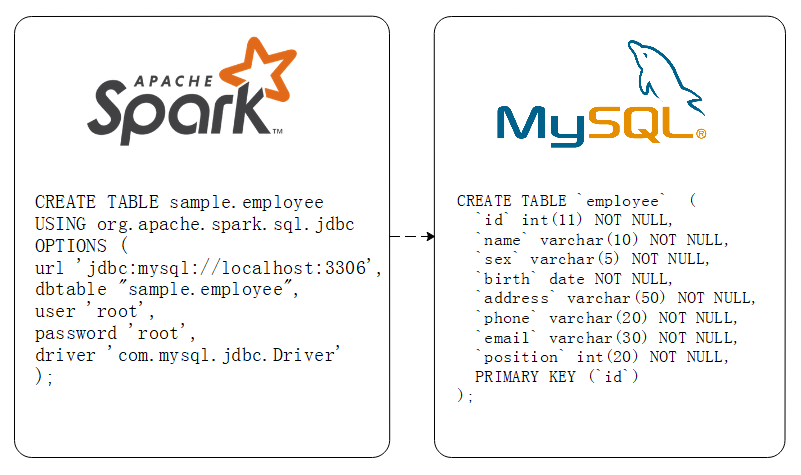 APACHE
Spark™
CREATE TABLE sample.employee
USING org.apache.spark.sql.jdbc
OPTIONS (
url 'jdbc:mysql://localhost:3306',
dbtable "sample.employee",
user 'root',
password 'root',
driver 'com.mysql.jdbc.Driver'
);
MySQL®
CREATE TABLE `employee`  (
  `id` int(11) NOT NULL,
  `name` varchar(10) NOT NULL,
  `sex` varchar(5) NOT NULL,
  `birth` date NOT NULL,
  `address` varchar(50) NOT NULL,
  `phone` varchar(20) NOT NULL,
  `email` varchar(30) NOT NULL,
  `position` int(20) NOT NULL,
  PRIMARY KEY (`id`)
);